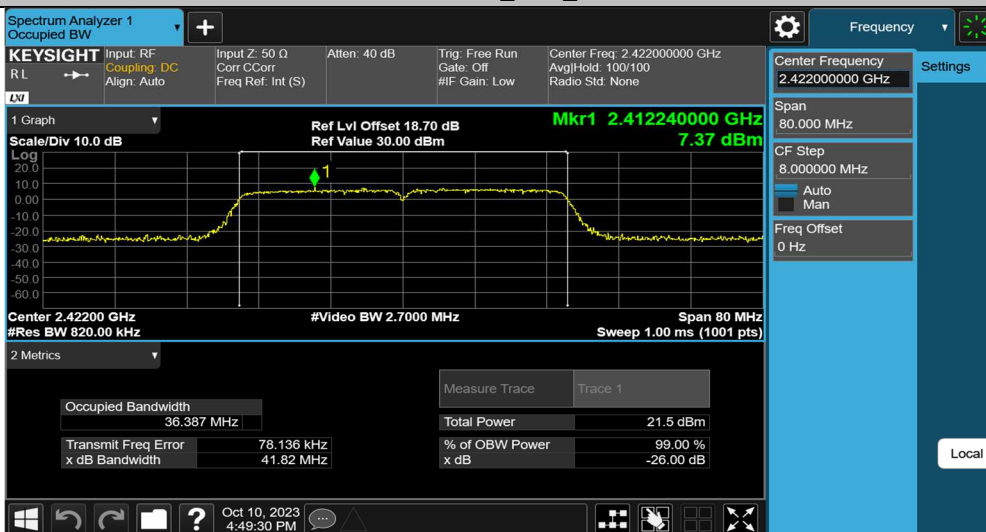 Spectrum Analyzer 1
Occupied BW
+
Frequency
KEYSIGHT
RL
LXI
Input: RF
Coupling: DC
Align: Auto
Input Z: 50 Ω
Corr CCorr
Freq Ref: Int (S)
Atten: 40 dB
Trig: Free Run
Gate: Off
#IF Gain: Low
Center Freq: 2.422000000 GHz
Avg|Hold: 100/100
Radio Std: None
Center Frequency
2.422000000 GHz
Settings
Span
80.000 MHz
CF Step
8.000000 MHz
Auto
Man
Freq Offset
0 Hz
1 Graph
Scale/Div 10.0 dB
Ref Lvl Offset 18.70 dB
Ref Value 30.00 dBm
Mkr1 2.412240000 GHz
7.37 dBm
Log
20.0
10.0
0.00
-10.0
-20.0
-30.0
-40.0
-50.0
-60.0
1
Center 2.42200 GHz
#Res BW 820.00 kHz
#Video BW 2.7000 MHz
Span 80 MHz
Sweep 1.00 ms (1001 pts)
2 Metrics
Measure Trace Trace 1
Occupied Bandwidth
36.387 MHz
Total Power 21.5 dBm
Transmit Freq Error 78.136 kHz
% of OBW Power 99.00 %
x dB Bandwidth 41.82 MHz
x dB -26.00 dB
Local
?
Oct 10, 2023
4:49:30 PM